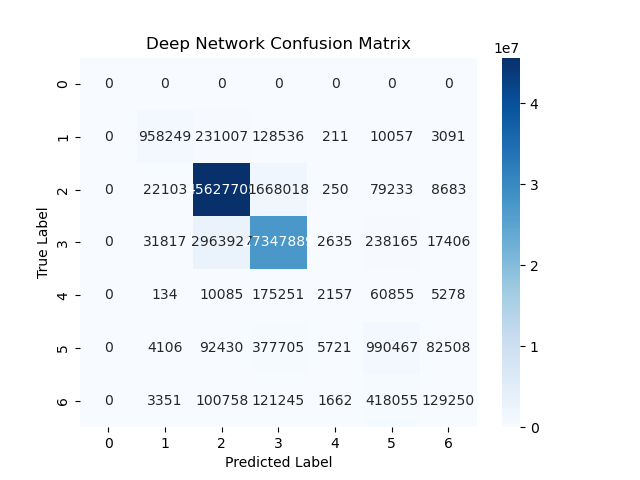 Deep Network Confusion Matrix
1e7
0 0 0 0 0 0 0 0
1 0 958249 231007 128536 211 10057 3091
2 0 22103 1668018 250 79233 8683
3 0 31817 2635 238165 17406
4 0 134 10085 175251 2157 60855 5278
5 0 4106 92430 377705 5721 990467 82508
6 0 3351 100758 121245 1662 418055 129250
0 1 2 3 4 5 6
True Label
Predicted Label
4
3
2
1
0